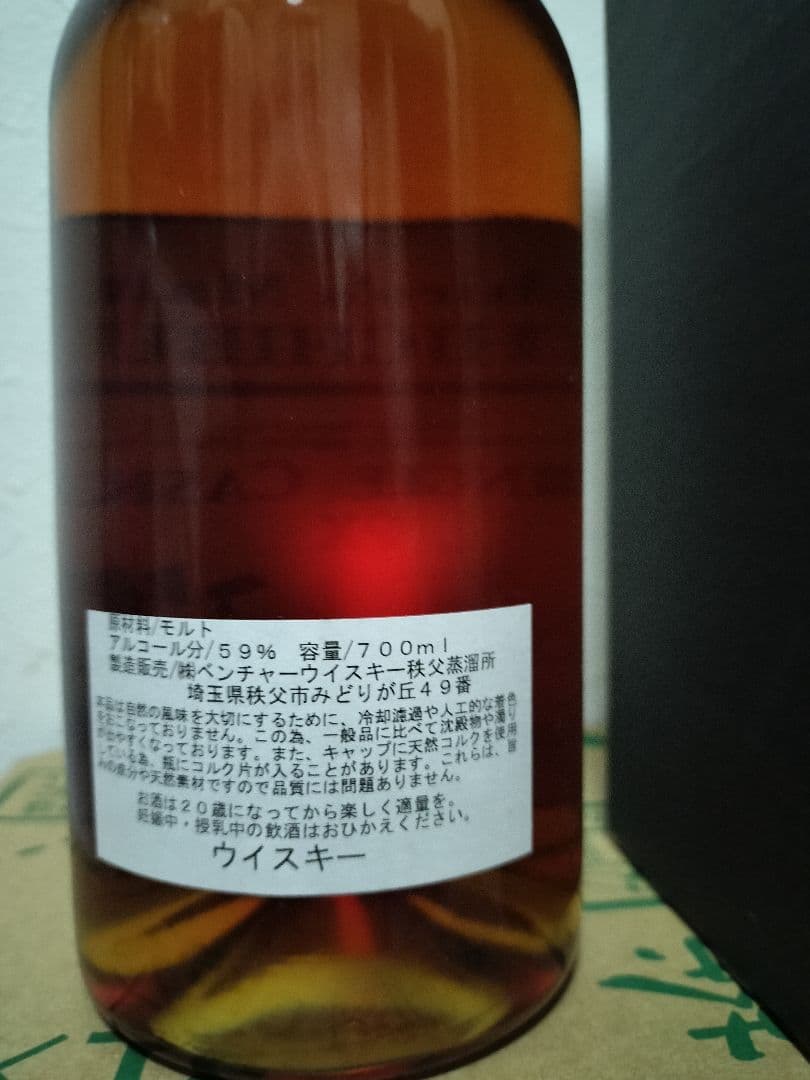 原材料/モルト
アルコール分/５９％　容量/７００ｍｌ
製造販売/㈱ベンチャーウイスキー秩父蒸溜所
埼玉県秩父市みどりが丘４９番
本品は自然の風味を大切にするために、冷却濾過や人工的な着色
をおこなっておりません。この為、一般品に比べて沈殿物や濁り
が出やすくなっております。また、キャップに天然コルクを使用
している為、瓶にコルク片が入ることがあります。これらは、旨
みの成分や天然素材ですので品質には問題ありません。
お酒は２０歳になってから楽しく適量を。
妊娠中・授乳中の飲酒はおひかえください。
ウイスキー